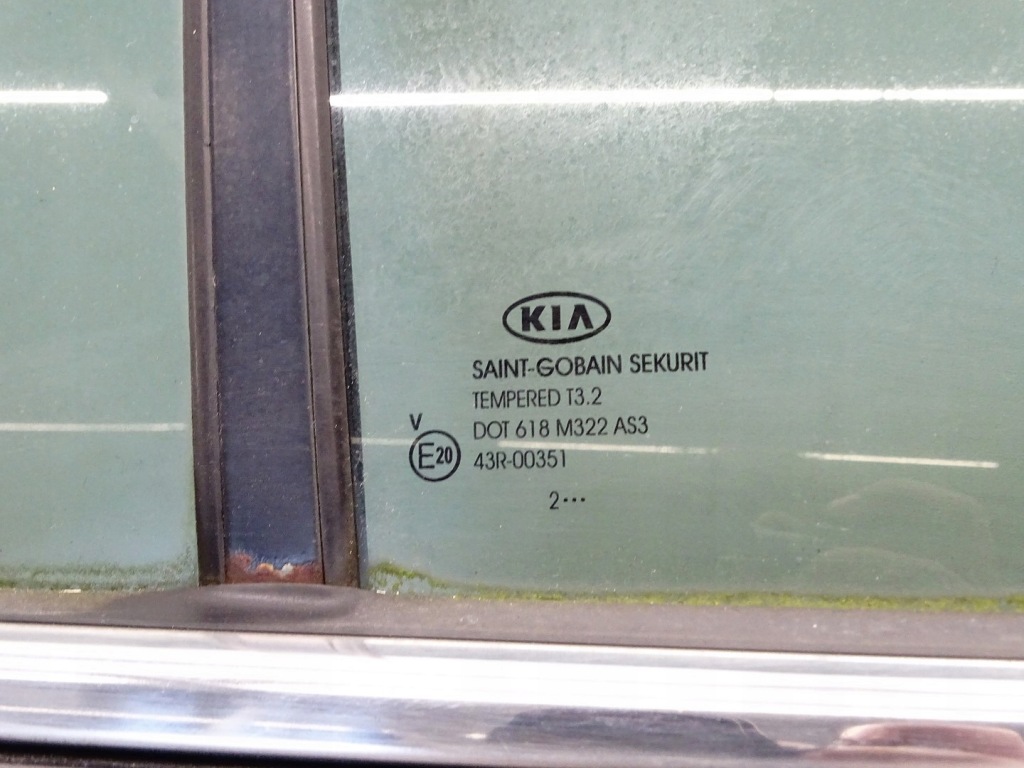 KIA
SAINT-GOBAIN SEKURIT
TEMPERED T3.2
DOT 618 M322 AS3
V
E20
43R-00351
2•••